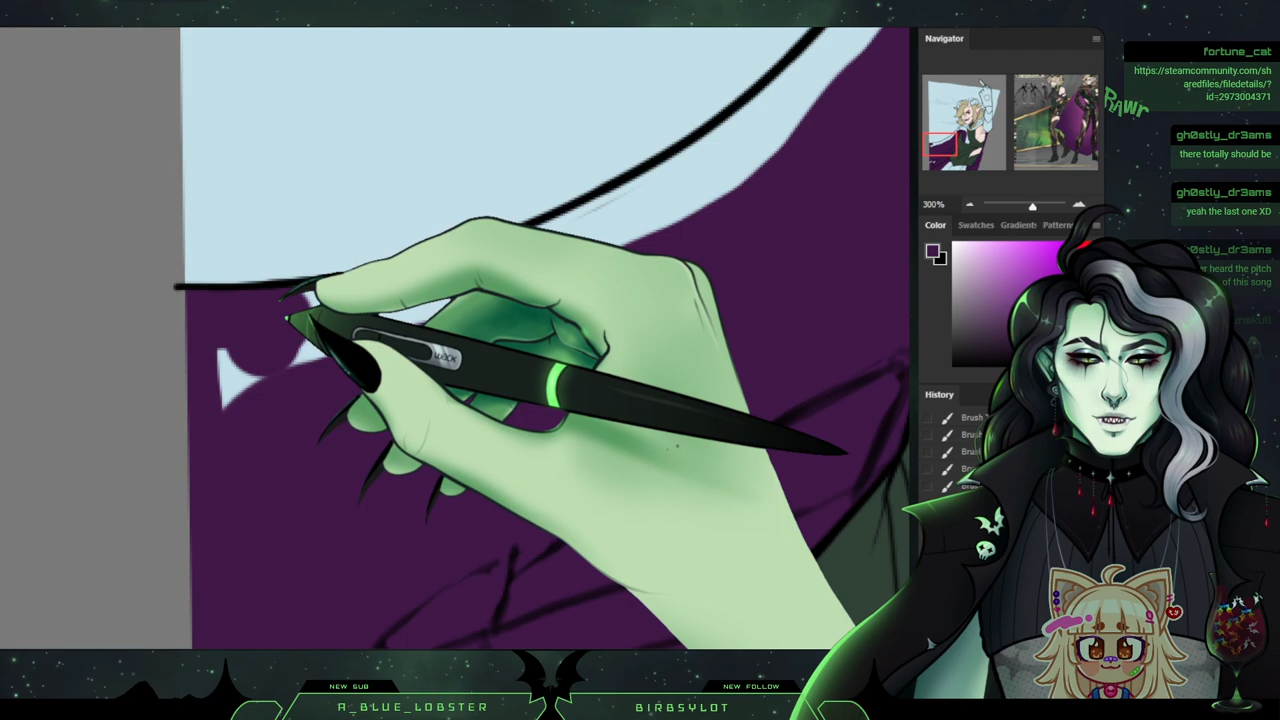 Navigator
300%
Color
Swatches
Gradients
Patterns
History
Brush
fortune_cat
https://steamcommunity.com/sh
aredfiles/filedetails/?
id=2973004371
RAWr
gh0stly_dr3ams
there totally should be
gh0stly_dr3ams
yeah the last one XD
heard the pitch
of this song
NEW SUB
A_BLUE_LOBSTER
NEW FOLLOW
BIRBSYLOT